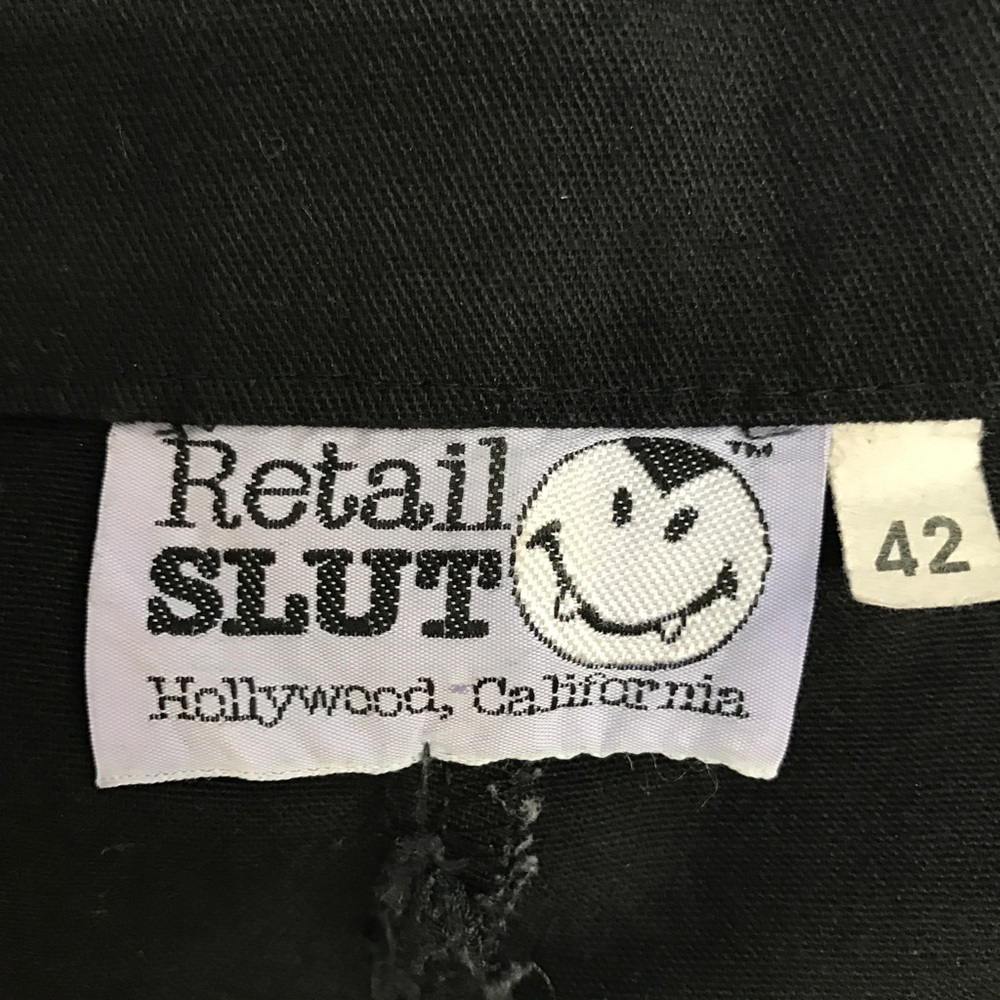 Retail
SLUT
Hollywood, California
TM
42